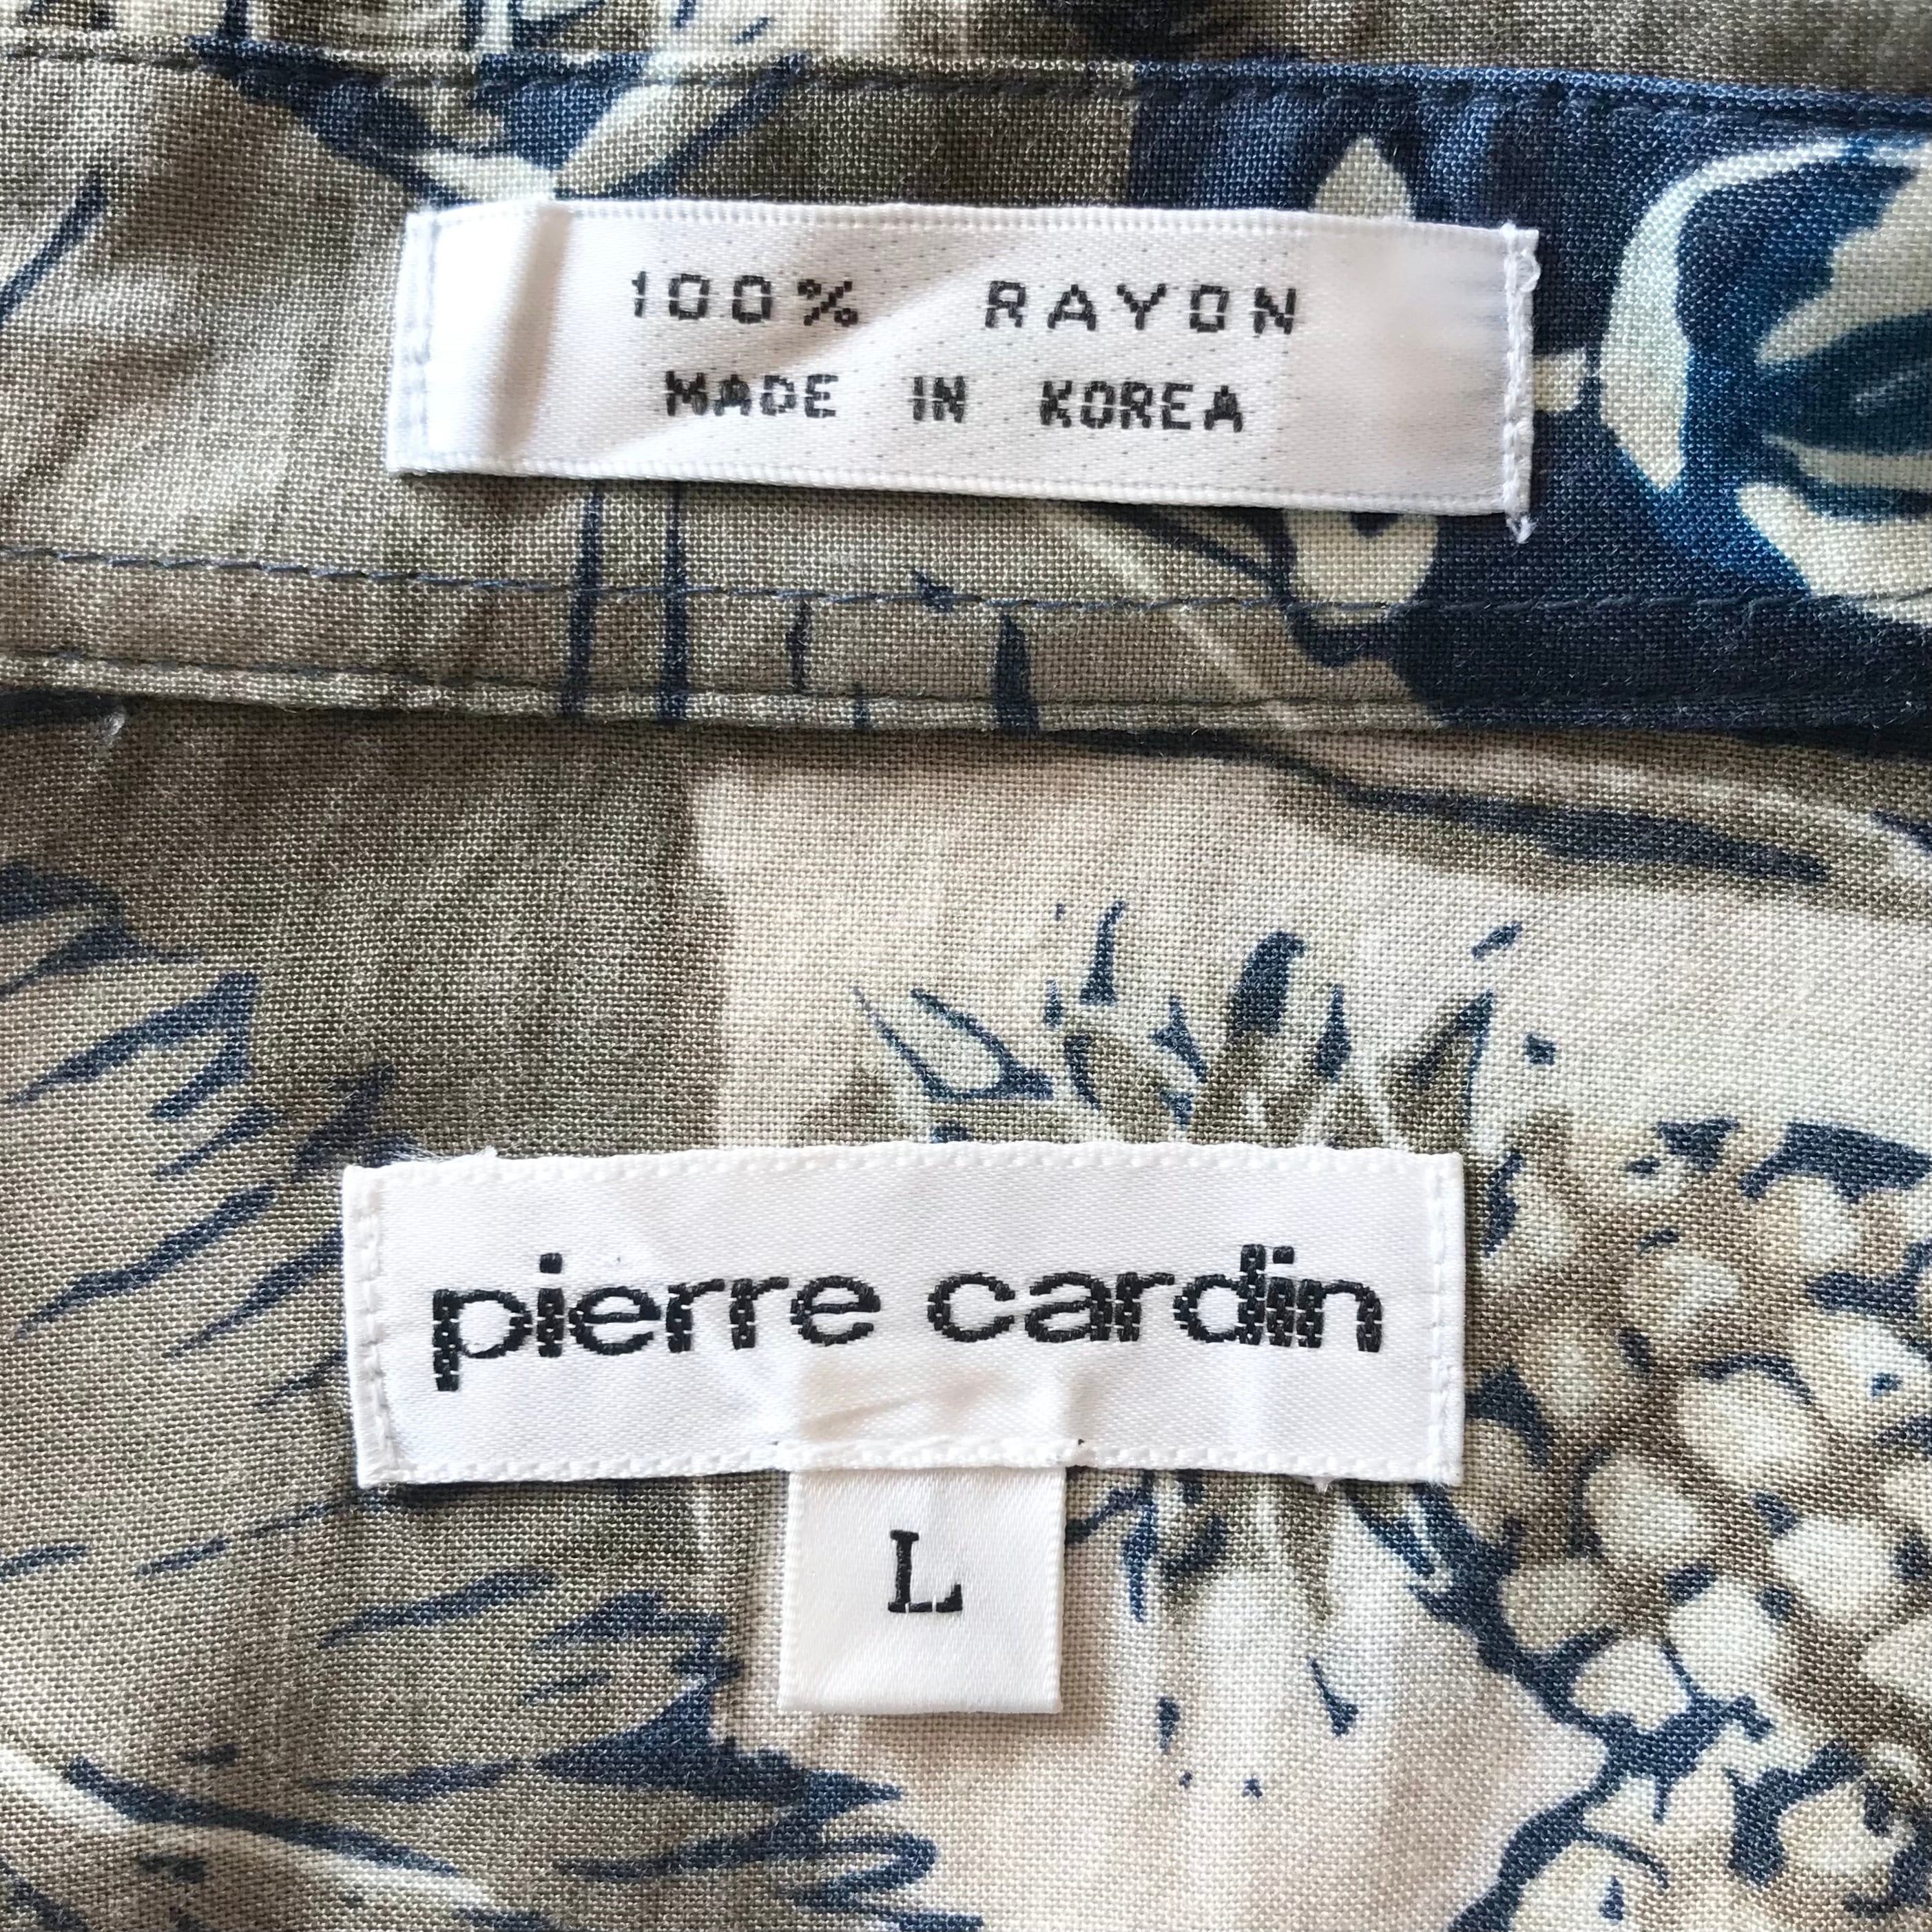 100% RAYON
MADE IN KOREA
pierre cardin
L